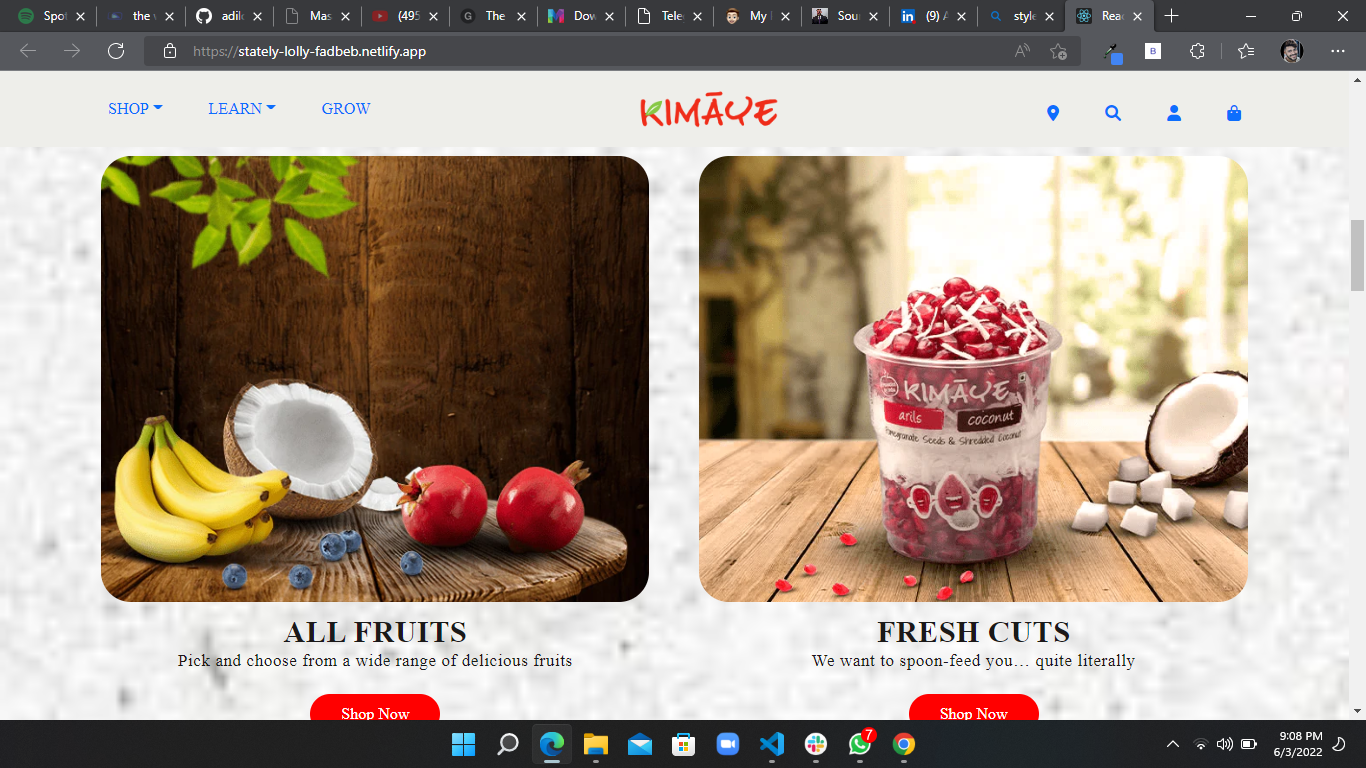 Spot
the v
adil
Mas
(495
The
Dow
Tele
My
Sou
(9) A
style
Reac
https://stately-lolly-fadbeb.netlify.app
SHOP
LEARN
GROW
KIMĀYE
KIMĀYE
arils
coconut
Pomegranate Seeds & Shredded Coconut
ALL FRUITS
Pick and choose from a wide range of delicious fruits
Shop Now
FRESH CUTS
We want to spoon-feed you... quite literally
Shop Now
7
9:08 PM
6/3/2022